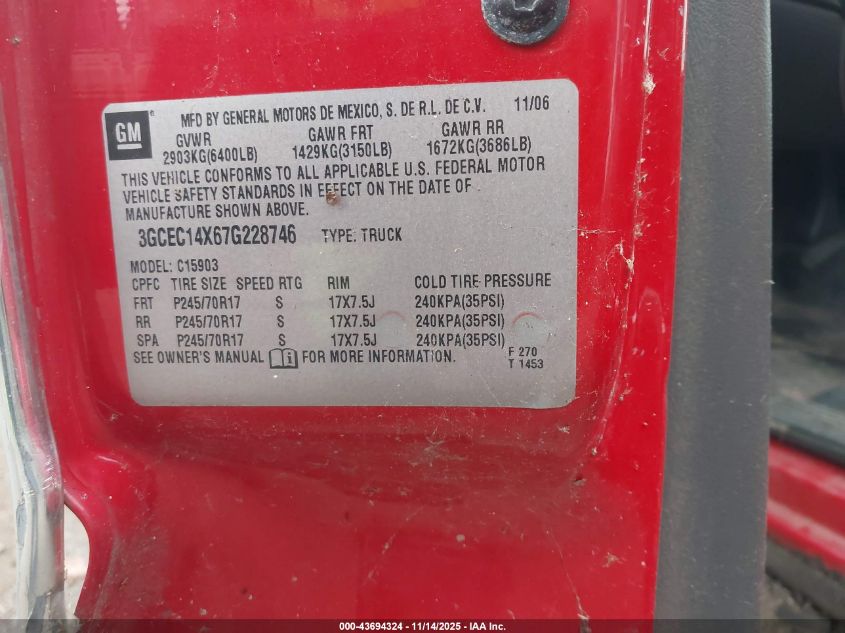 GM
MFD BY GENERAL MOTORS DE MEXICO, S. DE R.L. DE C.V. 11/06
GVWR GAWR FRT GAWR RR
2903KG(6400LB) 1429KG(3150LB) 1672KG(3686LB)
THIS VEHICLE CONFORMS TO ALL APPLICABLE U.S. FEDERAL MOTOR
VEHICLE SAFETY STANDARDS IN EFFECT ON THE DATE OF
MANUFACTURE SHOWN ABOVE.
3GCEC14X67G228746 TYPE: TRUCK
MODEL: C15903
CPFC TIRE SIZE SPEED RTG RIM COLD TIRE PRESSURE
FRT P245/70R17 S 17X7.5J 240KPA(35PSI)
RR P245/70R17 S 17X7.5J 240KPA(35PSI)
SPA P245/70R17 S 17X7.5J 240KPA(35PSI)
SEE OWNER'S MANUAL i FOR MORE INFORMATION.
F 270
T 1453
000-43694324 | 11/14/2025 | IAA Inc.